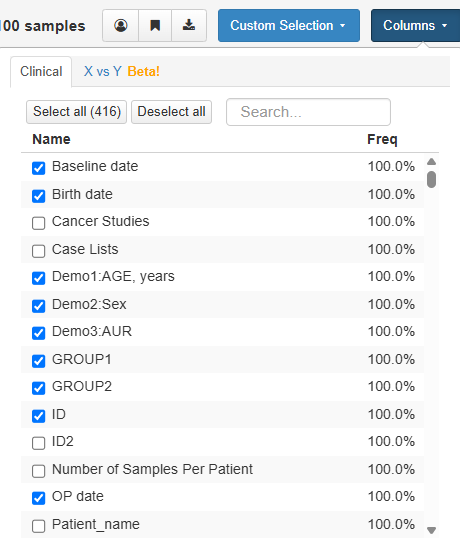 100 samples
Custom Selection
Columns
Clinical
X vs Y Beta!
Select all (416)
Deselect all
Search...
Name Freq
Baseline date 100.0%
Birth date 100.0%
Cancer Studies 100.0%
Case Lists 100.0%
Demo1:AGE, years 100.0%
Demo2:Sex 100.0%
Demo3:AUR 100.0%
GROUP1 100.0%
GROUP2 100.0%
ID 100.0%
ID2 100.0%
Number of Samples Per Patient 100.0%
OP date 100.0%
Patient_name 100.0%